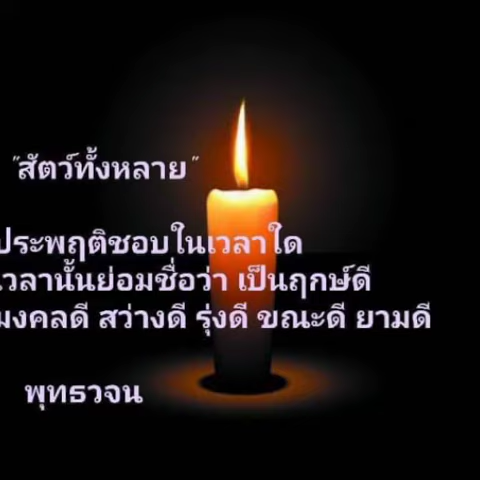 "สัตว์ทั้งหลาย"
ประพฤติชอบในเวลาใด
เวลานั้นย่อมชื่อว่า เป็นฤกษ์ดี
มงคลดี สว่างดี รุ่งดี ขณะดี ยามดี
พุทธวจน